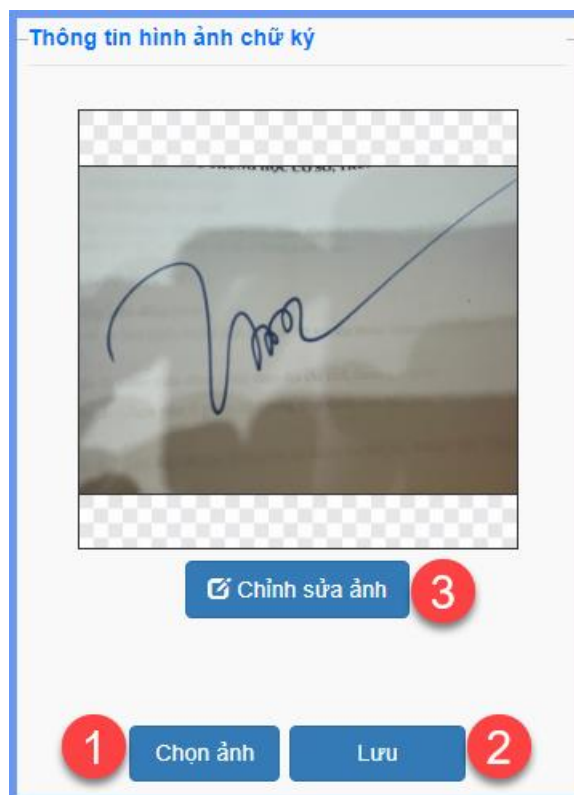 Thông tin hình ảnh chữ ký
Chỉnh sửa ảnh
3
1
Chọn ảnh
Lưu
2